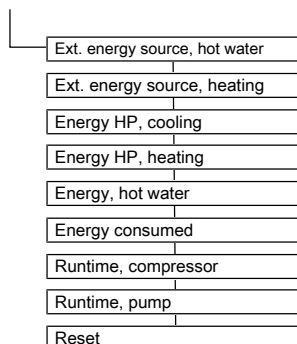 Ext. energy source, hot water
Ext. energy source, heating
Energy HP, cooling
Energy HP, heating
Energy, hot water
Energy consumed
Runtime, compressor
Runtime, pump
Reset